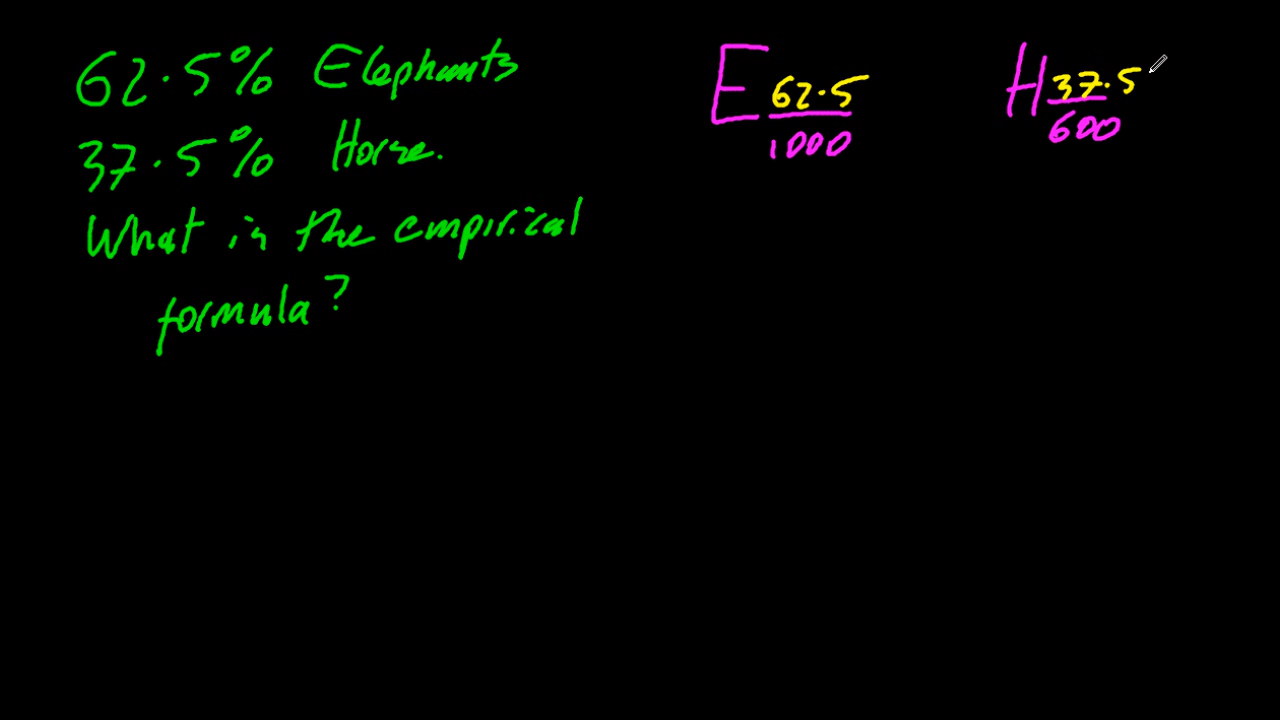 62.5% Elephants
37.5% Horse.
What is the empirical
formula?
E 62.5
1000
H 37.5
600